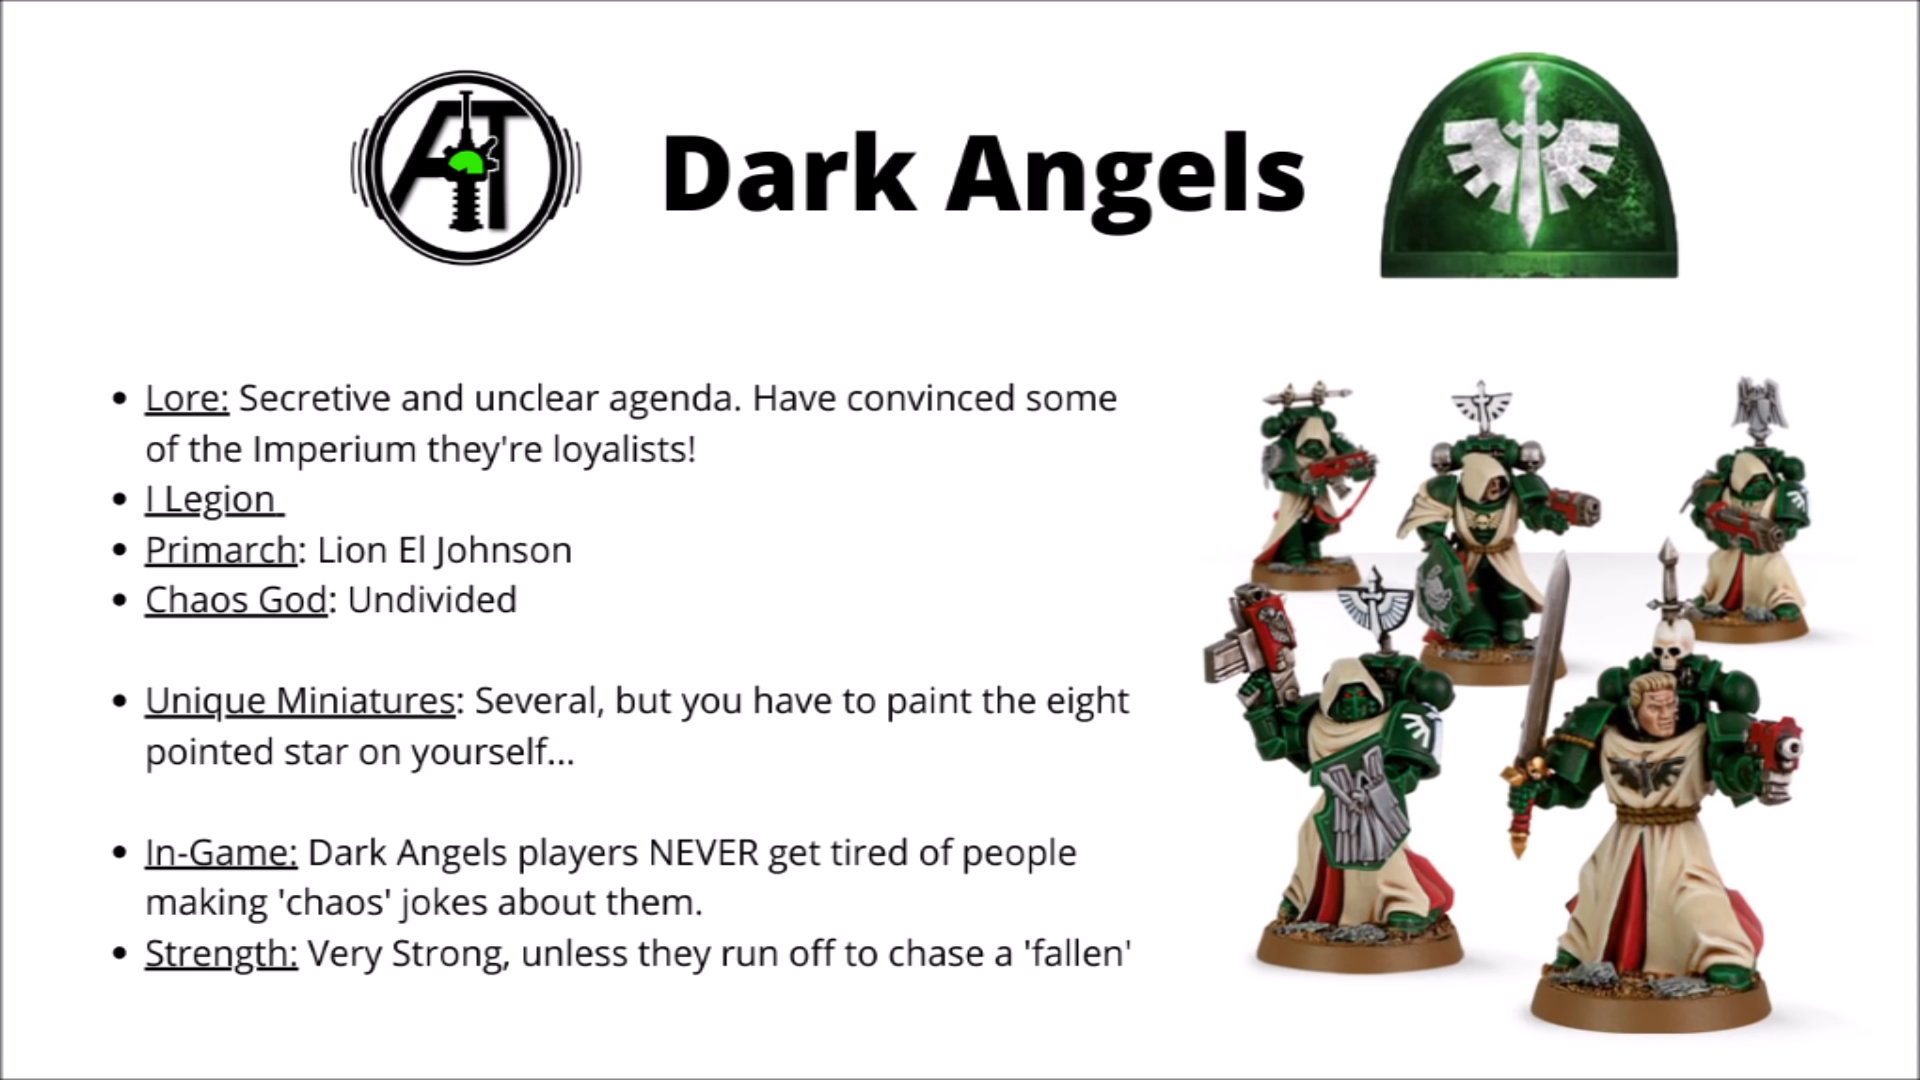 AT
Dark Angels
Lore: Secretive and unclear agenda. Have convinced some
of the Imperium they're loyalists!
I Legion
Primarch: Lion El Johnson
Chaos God: Undivided
Unique Miniatures: Several, but you have to paint the eight
pointed star on yourself...
In-Game: Dark Angels players NEVER get tired of people
making 'chaos' jokes about them.
Strength: Very Strong, unless they run off to chase a 'fallen'